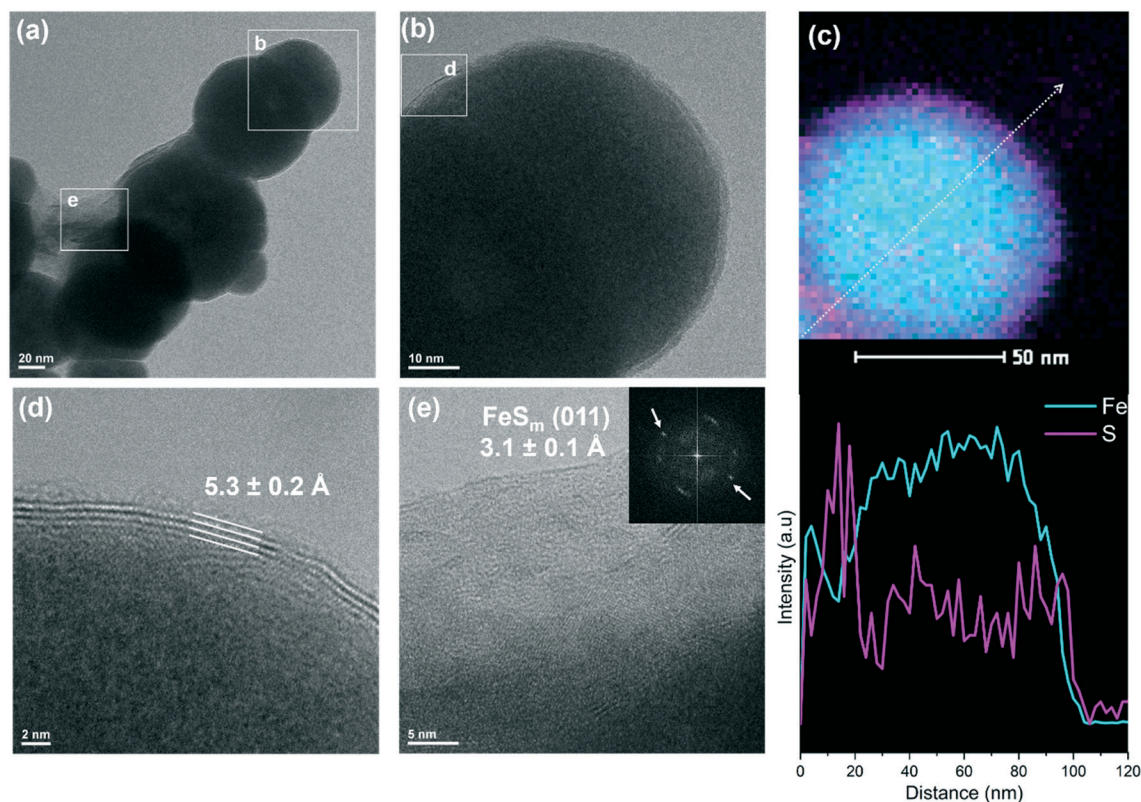 (a)
b
e
20 nm
(b)
d
10 nm
(c)
50 nm
(d)
5.3 ± 0.2 Å
2 nm
(e)
FeSₘ (011)
3.1 ± 0.1 Å
5 nm
Fe
S
Intensity (a.u)
0 20 40 60 80 100 120
Distance (nm)